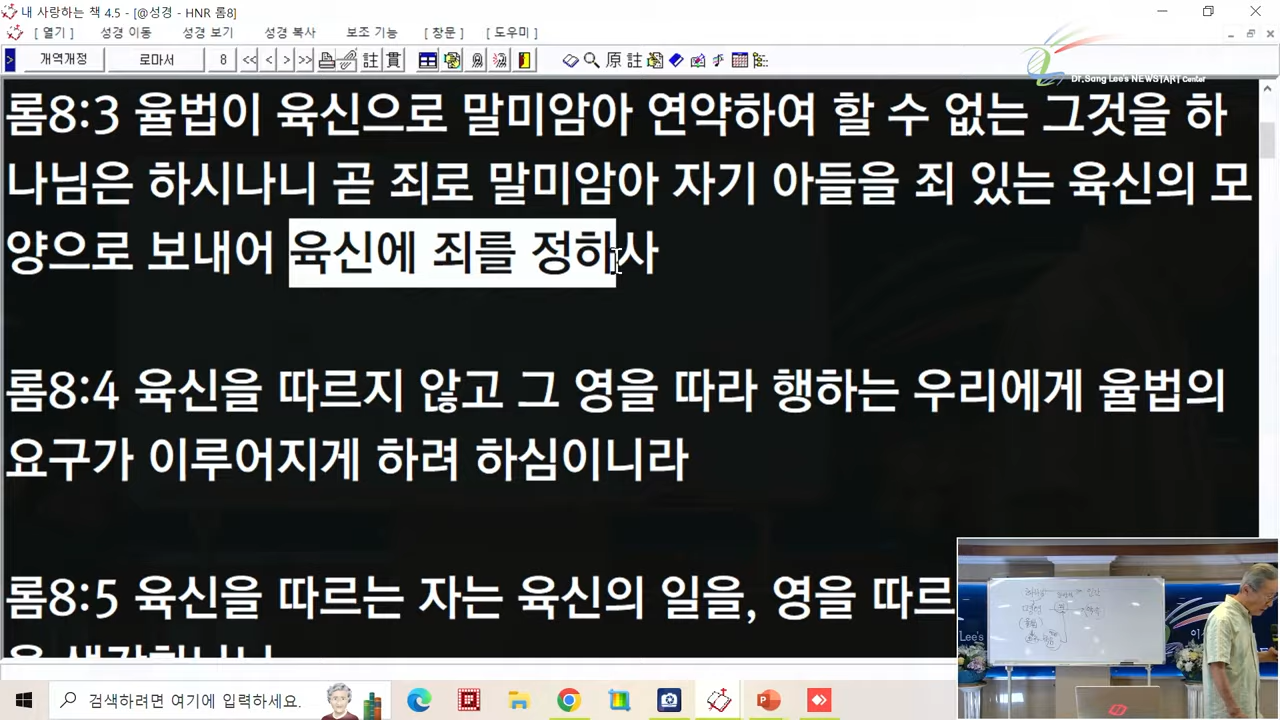 내 사랑하는 책 4.5 - [@성경 - HNR 롬8]
[ 열기 ] 성경 이동 성경 보기 성경 복사 보조 기능 [ 창문 ] [ 도우미 ]
개역개정 로마서 8 << < > >> 註 貫 原 註
Dr.Sang Lee's NEWSTART Center
롬8:3 율법이 육신으로 말미암아 연약하여 할 수 없는 그것을 하
나님은 하시나니 곧 죄로 말미암아 자기 아들을 죄 있는 육신의 모
양으로 보내어 육신에 죄를 정하사
롬8:4 육신을 따르지 않고 그 영을 따라 행하는 우리에게 율법의
요구가 이루어지게 하려 하심이니라
롬8:5 육신을 따르는 자는 육신의 일을, 영을 따르
Lee's
검색하려면 여기에 입력하세요.